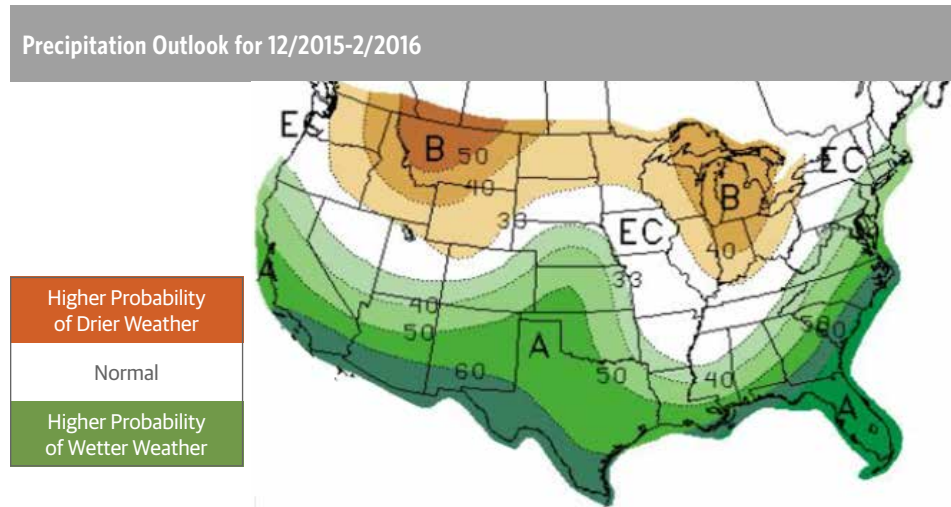 Precipitation Outlook for 12/2015-2/2016
EC
B 50
40
B
EC
33
EC
40
A
33
40
50
A
60
50
40
50
60
A
Higher Probability
of Drier Weather
Normal
Higher Probability
of Wetter Weather